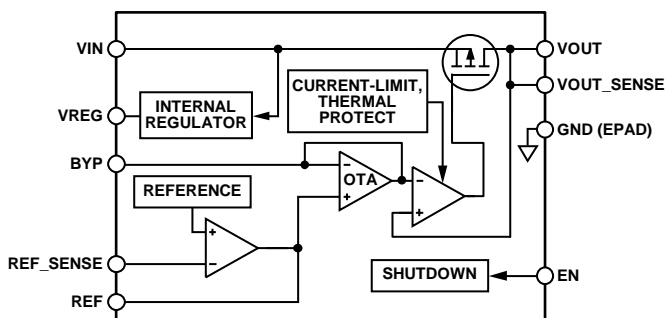 VIN
VOUT
VOUT_SENSE
CURRENT-LIMIT,
THERMAL
PROTECT
INTERNAL
REGULATOR
VREG
GND (EPAD)
BYP
–
OTA
+
–
+
REFERENCE
+
–
REF_SENSE
SHUTDOWN
EN
REF